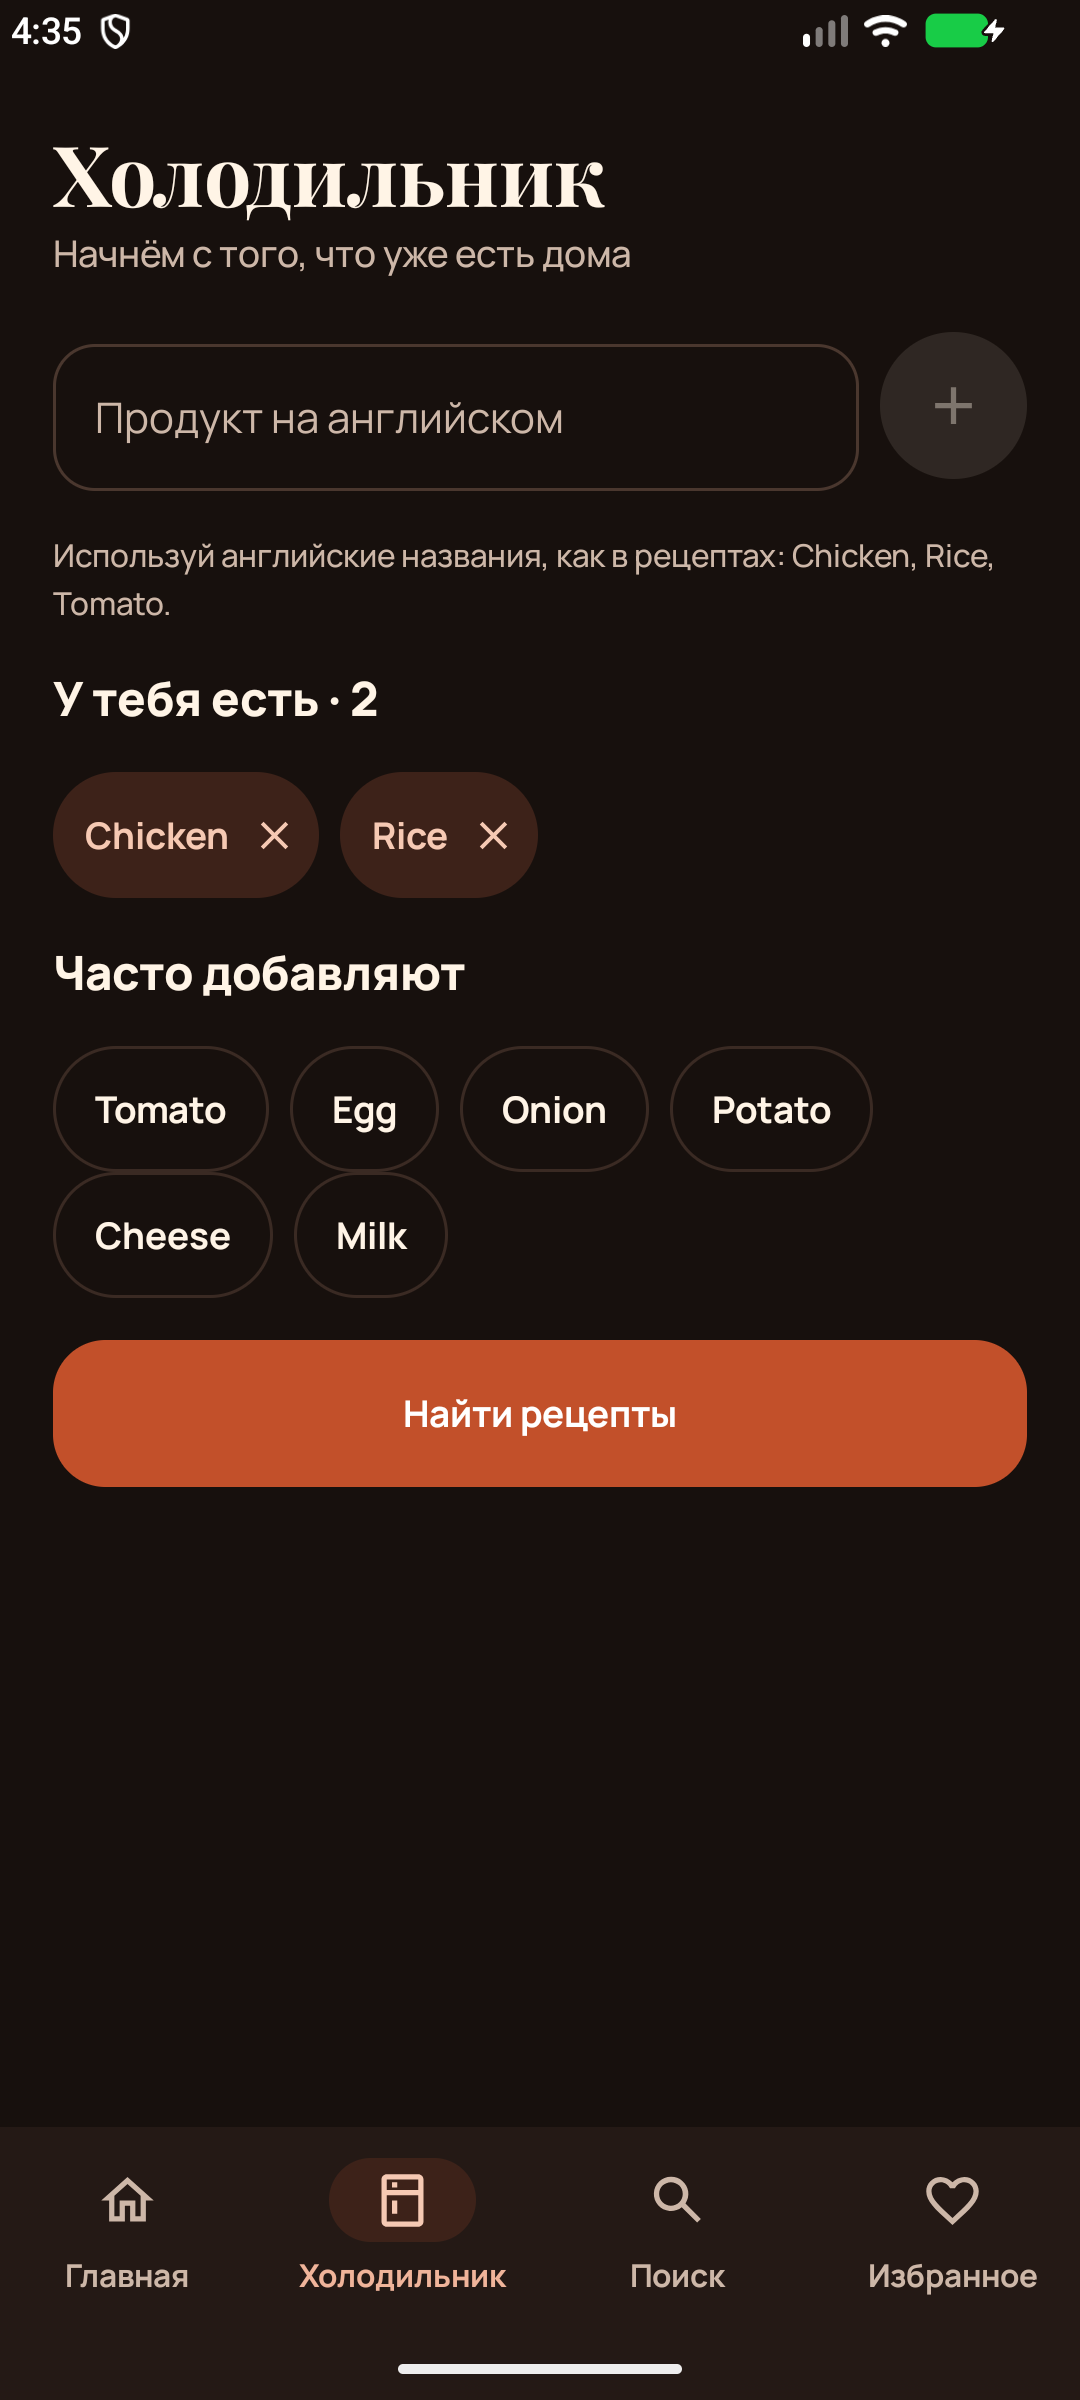 4:35
Холодильник
Начнём с того, что уже есть дома
Продукт на английском
Используй английские названия, как в рецептах: Chicken, Rice,
Tomato.
У тебя есть · 2
Chicken Rice
Часто добавляют
Tomato Egg Onion Potato
Cheese Milk
Найти рецепты
Главная Холодильник Поиск Избранное